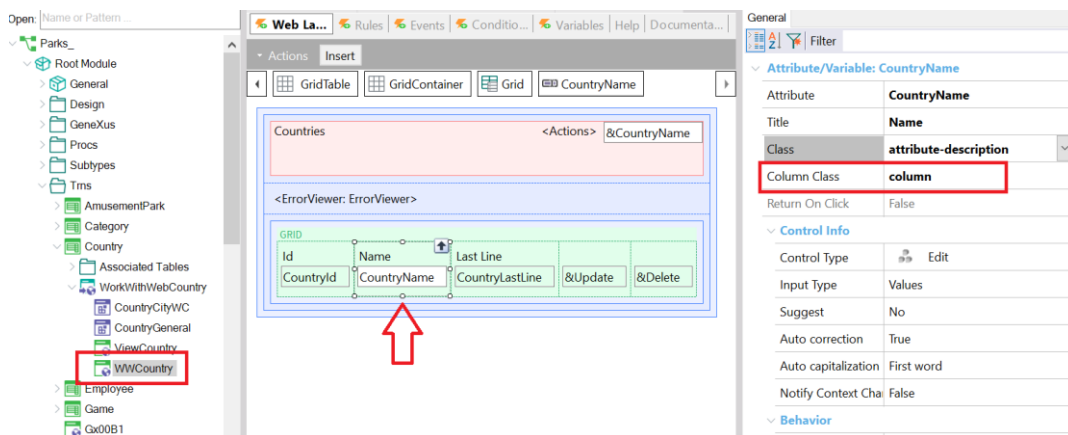 Open: Name or Pattern ...
Parks_
Root Module
General
Design
GeneXus
Procs
Subtypes
Trns
AmusementPark
Category
Country
Associated Tables
WorkWithWebCountry
CountryCityWC
CountryGeneral
ViewCountry
WWCountry
Employee
Game
Gx00B1
Web La... Rules Events Conditio... Variables Help Documenta...
Actions Insert
GridTable GridContainer Grid CountryName
Countries <Actions> &CountryName
<ErrorViewer: ErrorViewer>
GRID
Id Name Last Line
CountryId CountryName CountryLastLine &Update &Delete
General
Filter
Attribute/Variable: CountryName
Attribute CountryName
Title Name
Class attribute-description
Column Class column
Return On Click False
Control Info
Control Type Edit
Input Type Values
Suggest No
Auto correction True
Auto capitalization First word
Notify Context Cha False
Behavior